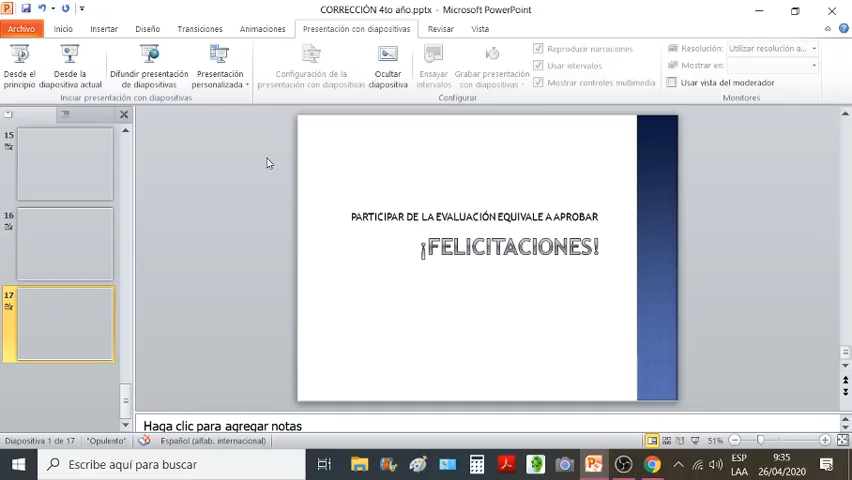 CORRECCIÓN 4to año.pptx - Microsoft PowerPoint
Archivo Inicio Insertar Diseño Transiciones Animaciones Presentación con diapositivas Revisar Vista
Desde el principio
Desde la diapositiva actual
Difundir presentación de diapositivas
Presentación personalizada
Iniciar presentación con diapositivas
Configuración de la presentación con diapositivas
Ocultar diapositiva
Ensayar intervalos
Grabar presentación con diapositivas
Reproducir narraciones
Usar intervalos
Mostrar controles multimedia
Configurar
Resolución: Utilizar resolución a...
Mostrar en:
Usar vista del moderador
Monitores
15
16
17
PARTICIPAR DE LA EVALUACIÓN EQUIVALE A APROBAR
¡FELICITACIONES!
Haga clic para agregar notas
Diapositiva 1 de 17 "Opulento" Español (alfab. internacional) 51%
Escribe aquí para buscar
ESP
LAA
9:35
26/04/2020